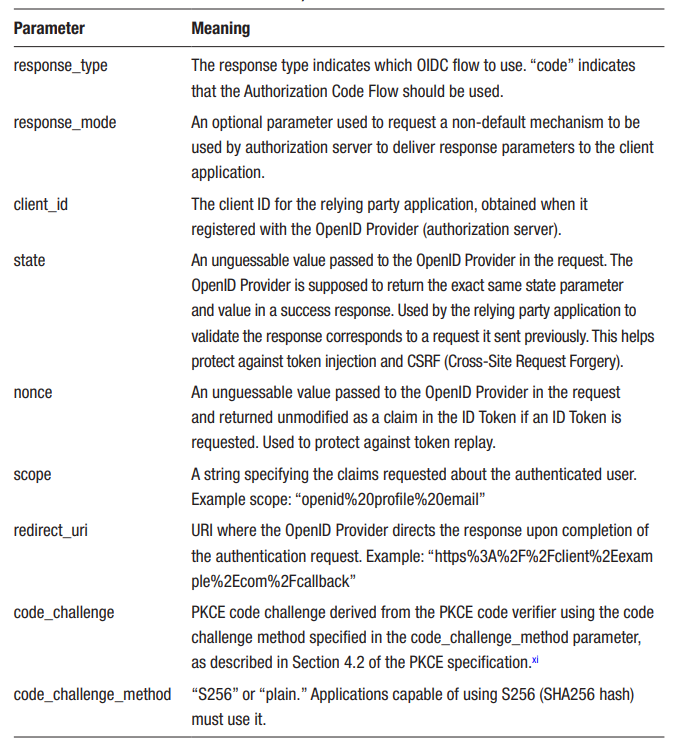 Parameter Meaning
response_type The response type indicates which OIDC flow to use. “code” indicates
that the Authorization Code Flow should be used.
response_mode An optional parameter used to request a non-default mechanism to be
used by authorization server to deliver response parameters to the client
application.
client_id The client ID for the relying party application, obtained when it
registered with the OpenID Provider (authorization server).
state An unguessable value passed to the OpenID Provider in the request. The
OpenID Provider is supposed to return the exact same state parameter
and value in a success response. Used by the relying party application to
validate the response corresponds to a request it sent previously. This helps
protect against token injection and CSRF (Cross-Site Request Forgery).
nonce An unguessable value passed to the OpenID Provider in the request
and returned unmodified as a claim in the ID Token if an ID Token is
requested. Used to protect against token replay.
scope A string specifying the claims requested about the authenticated user.
Example scope: “openid%20profile%20email”
redirect_uri URI where the OpenID Provider directs the response upon completion of
the authentication request. Example: “https%3A%2F%2Fclient%2Eexam
ple%2Ecom%2Fcallback”
code_challenge PKCE code challenge derived from the PKCE code verifier using the code
challenge method specified in the code_challenge_method parameter,
as described in Section 4.2 of the PKCE specification.xi
code_challenge_method “S256” or “plain.” Applications capable of using S256 (SHA256 hash)
must use it.